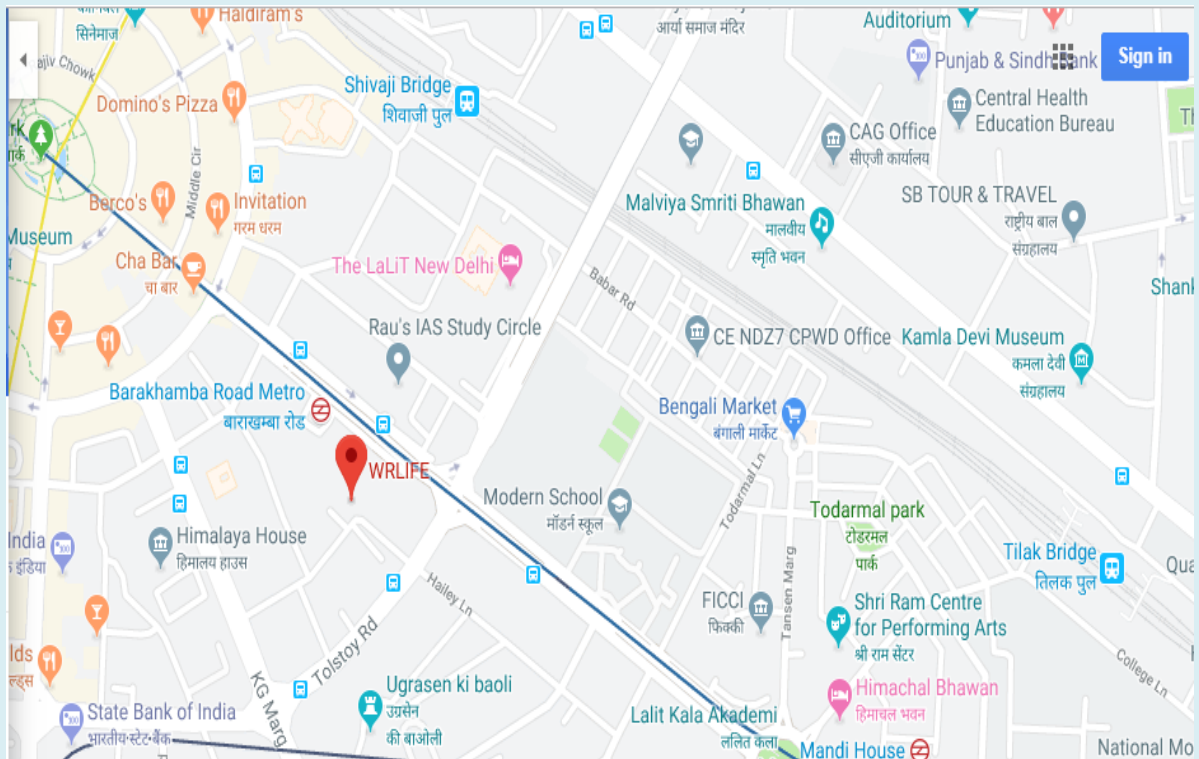 सिनेमाज
Haldiram's
ajiv Chowk
Domino's Pizza
Shivaji Bridge
शिवाजी पुल
आर्या समाज मंदिर
Auditorium
Punjab & Sindh Bank
Sign in
Central Health
Education Bureau
CAG Office
सीएजी कार्यालय
Middle Cir
Berco's
Invitation
गरम धरम
Museum
Cha Bar
चा बार
The LaLiT New Delhi
Malviya Smriti Bhawan
मालवीय
स्मृति भवन
SB TOUR & TRAVEL
राष्ट्रीय बाल
संग्रहालय
Babar Rd
Rau's IAS Study Circle
CE NDZ7 CPWD Office
Kamla Devi Museum
कमला देवी
संग्रहालय
Barakhamba Road Metro
बाराखम्बा रोड
Bengali Market
बंगाली मार्केट
WRLIFE
Modern School
मॉडर्न स्कूल
Todarmal Ln
Todarmal park
टोडरमल
पार्क
Himalaya House
हिमालय हाउस
India
इंडिया
Tilak Bridge
तिलक पुल
Hailey Ln
Tansen Marg
FICCI
फिक्की
Shri Ram Centre
for Performing Arts
श्री राम सेंटर
Tolstoy Rd
KG Marg
College Ln
Ugrasen ki baoli
उग्रसेन
की बाओली
Himachal Bhawan
हिमाचल भवन
State Bank of India
भारतीय स्टेट बैंक
Lalit Kala Akademi
ललित कला
Mandi House
National Mo